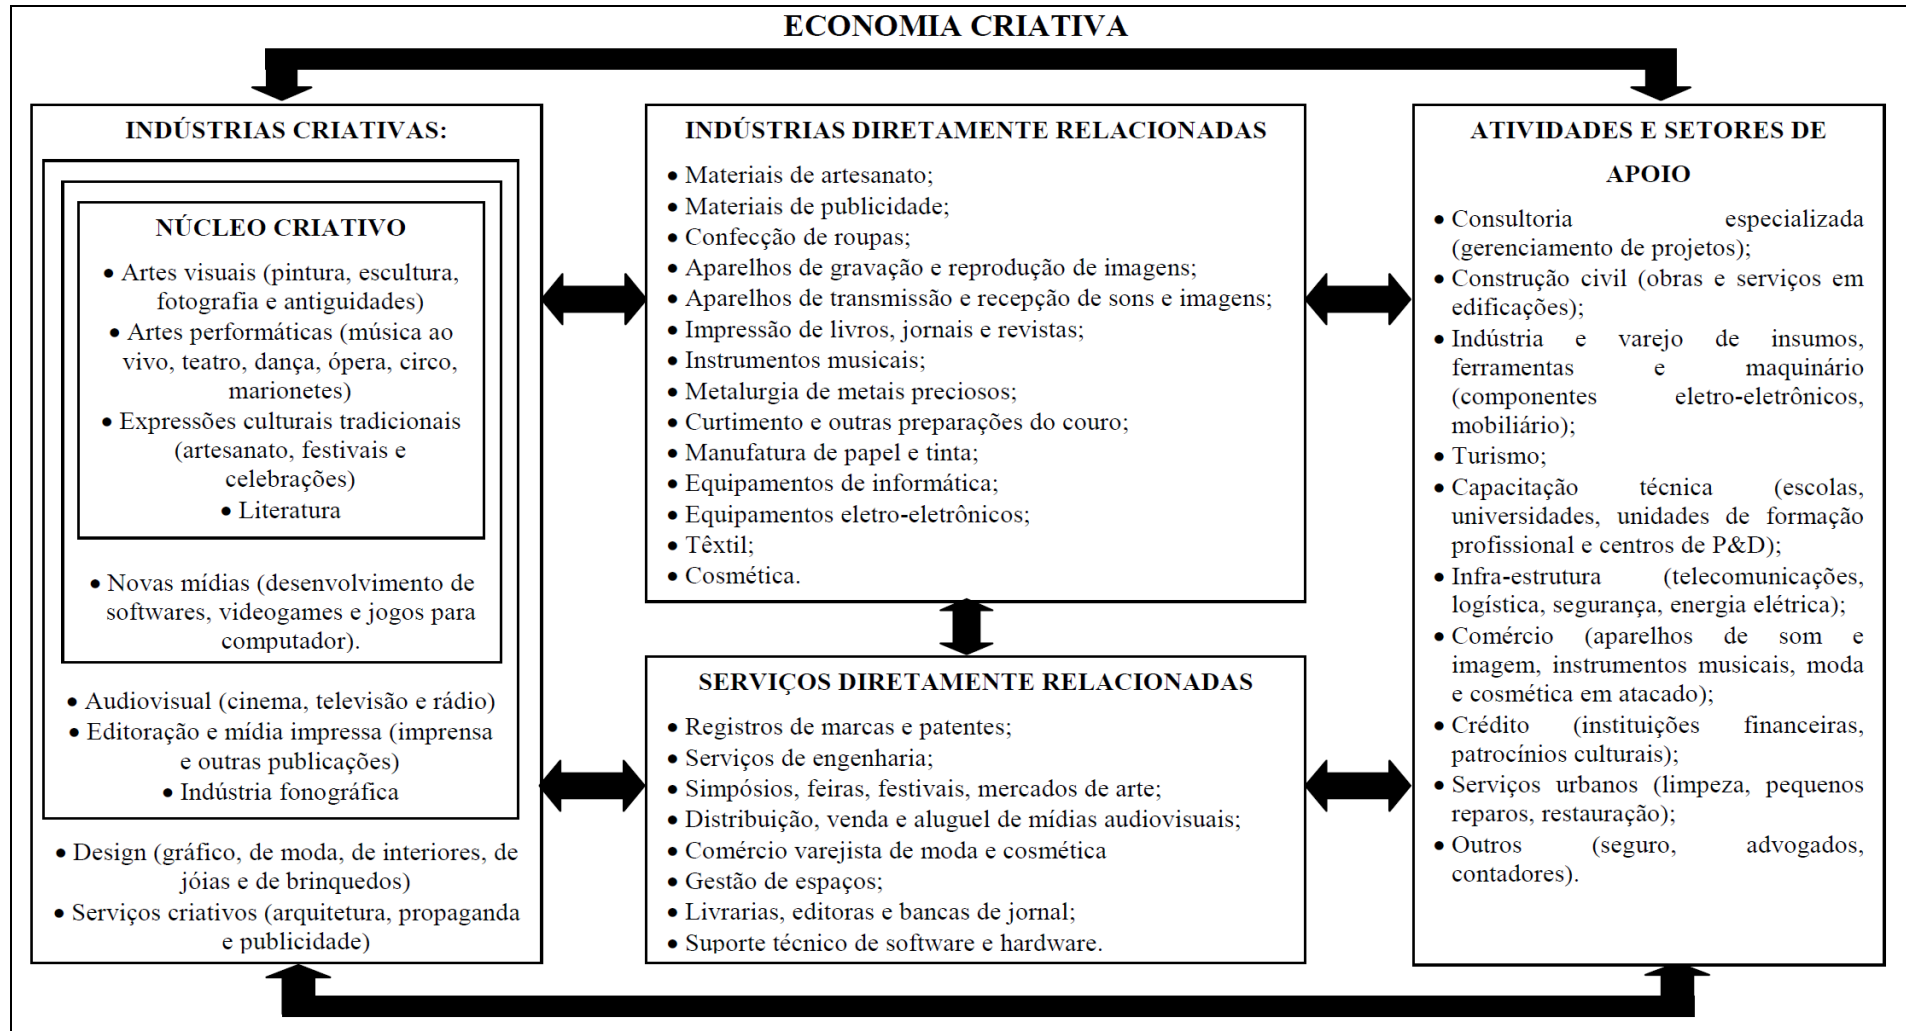 ECONOMIA CRIATIVA
INDÚSTRIAS CRIATIVAS:
NÚCLEO CRIATIVO
• Artes visuais (pintura, escultura,
fotografia e antiguidades)
• Artes performáticas (música ao
vivo, teatro, dança, ópera, circo,
marionetes)
• Expressões culturais tradicionais
(artesanato, festivais e
celebrações)
• Literatura
• Novas mídias (desenvolvimento de
softwares, videogames e jogos para
computador).
• Audiovisual (cinema, televisão e rádio)
• Editoração e mídia impressa (imprensa
e outras publicações)
• Indústria fonográfica
• Design (gráfico, de moda, de interiores, de
jóias e de brinquedos)
• Serviços criativos (arquitetura, propaganda
e publicidade)
INDÚSTRIAS DIRETAMENTE RELACIONADAS
• Materiais de artesanato;
• Materiais de publicidade;
• Confecção de roupas;
• Aparelhos de gravação e reprodução de imagens;
• Aparelhos de transmissão e recepção de sons e imagens;
• Impressão de livros, jornais e revistas;
• Instrumentos musicais;
• Metalurgia de metais preciosos;
• Curtimento e outras preparações do couro;
• Manufatura de papel e tinta;
• Equipamentos de informática;
• Equipamentos eletro-eletrônicos;
• Têxtil;
• Cosmética.
SERVIÇOS DIRETAMENTE RELACIONADAS
• Registros de marcas e patentes;
• Serviços de engenharia;
• Simpósios, feiras, festivais, mercados de arte;
• Distribuição, venda e aluguel de mídias audiovisuais;
• Comércio varejista de moda e cosmética
• Gestão de espaços;
• Livrarias, editoras e bancas de jornal;
• Suporte técnico de software e hardware.
ATIVIDADES E SETORES DE
APOIO
• Consultoria especializada
(gerenciamento de projetos);
• Construção civil (obras e serviços em
edificações);
• Indústria e varejo de insumos,
ferramentas e maquinário
(componentes eletro-eletrônicos,
mobiliário);
• Turismo;
• Capacitação técnica (escolas,
universidades, unidades de formação
profissional e centros de P&D);
• Infra-estrutura (telecomunicações,
logística, segurança, energia elétrica);
• Comércio (aparelhos de som e
imagem, instrumentos musicais, moda
e cosmética em atacado);
• Crédito (instituições financeiras,
patrocínios culturais);
• Serviços urbanos (limpeza, pequenos
reparos, restauração);
• Outros (seguro, advogados,
contadores).